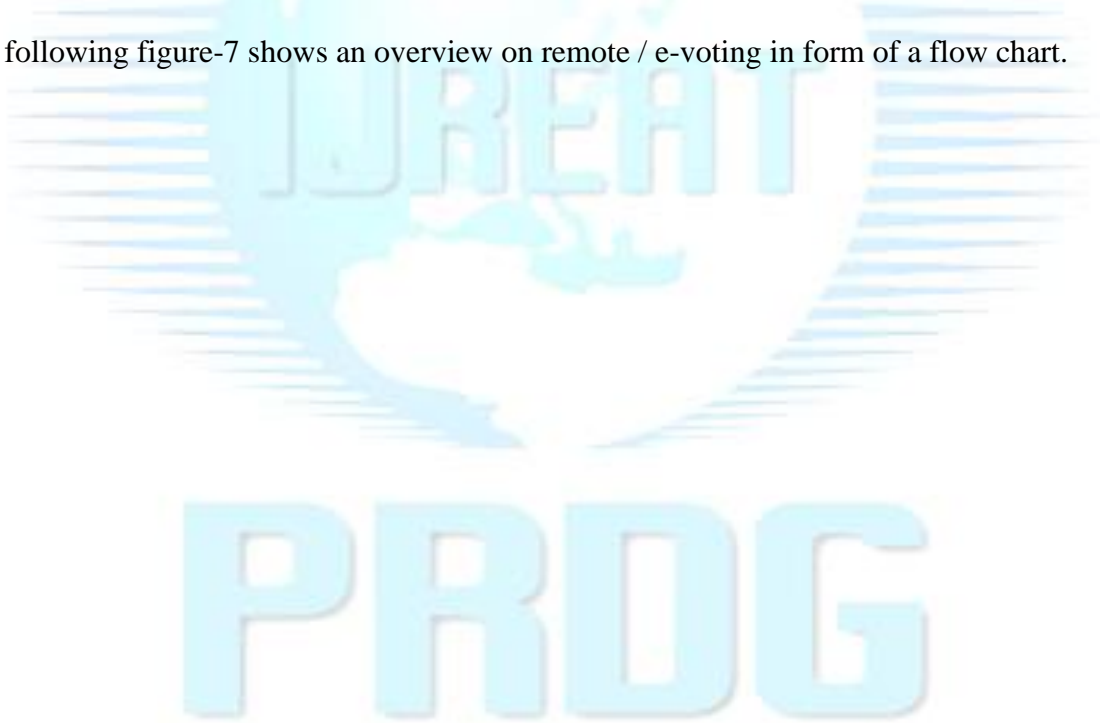 following figure-7 shows an overview on remote / e-voting in form of a flow chart.
IJREAT
PRDG